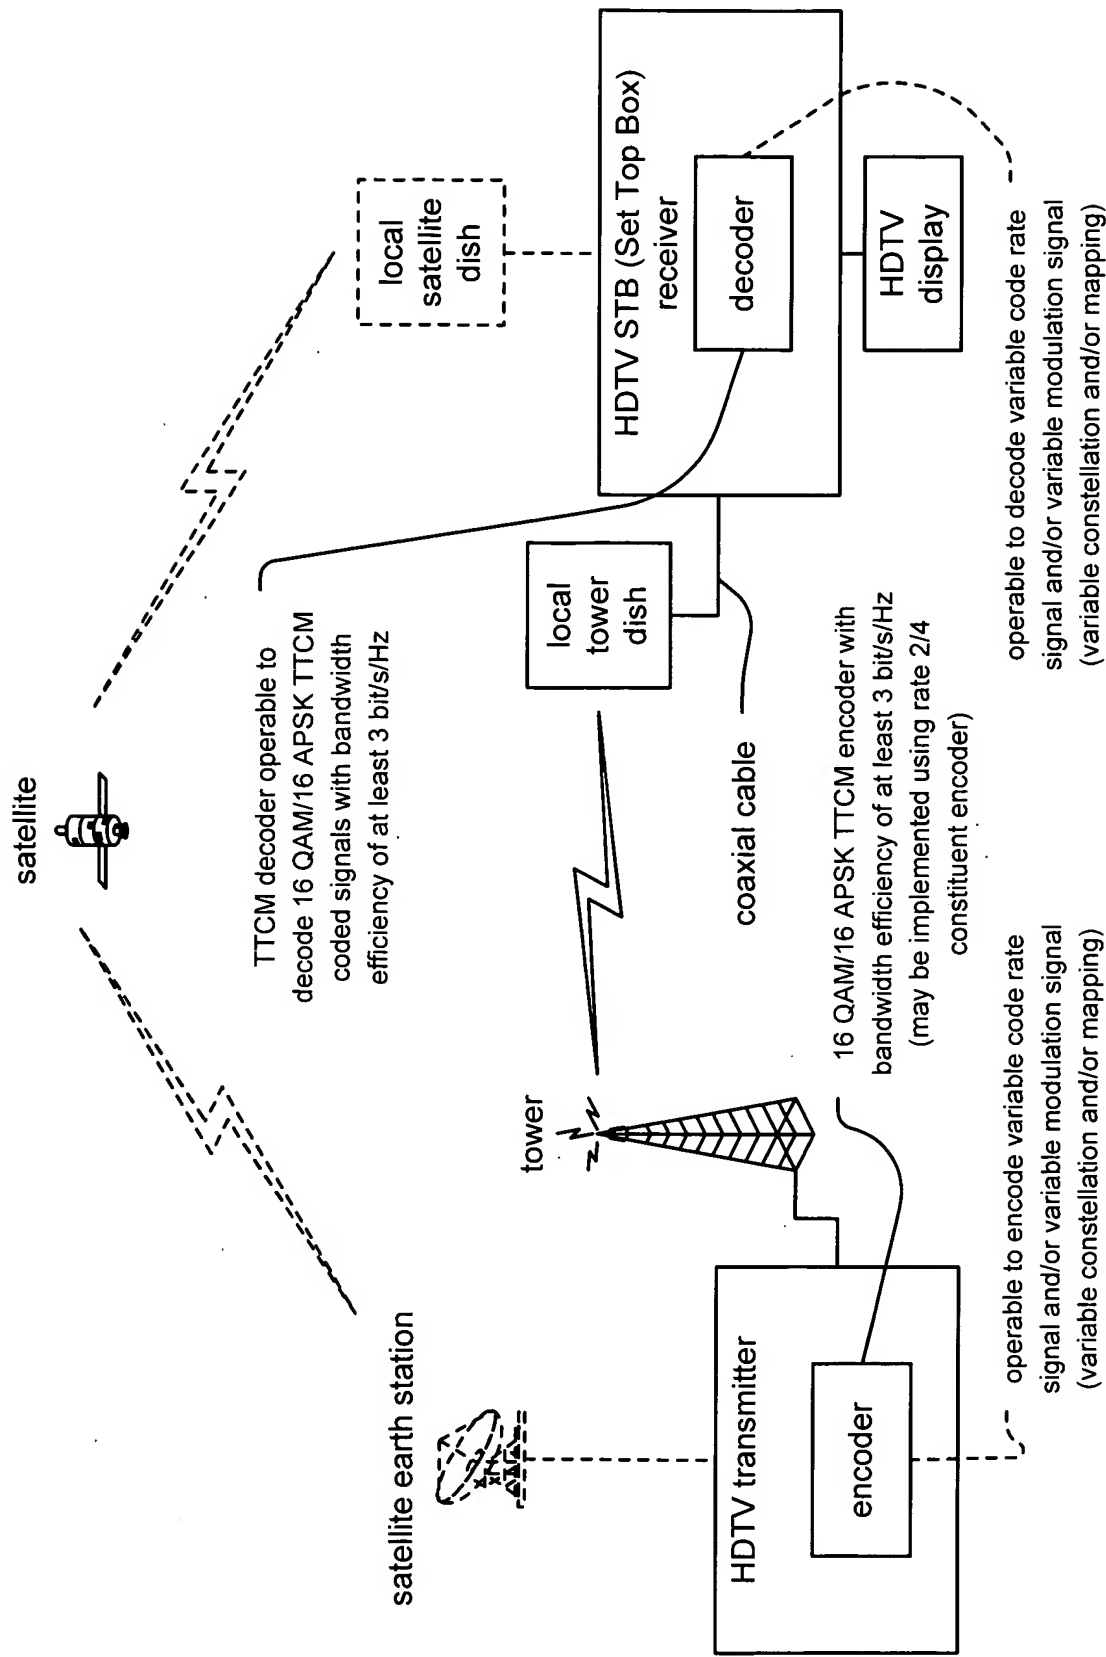 satellite
satellite earth station
HDTV transmitter
encoder
operable to encode variable code rate
signal and/or variable modulation signal
(variable constellation and/or mapping)
tower
16 QAM/16 APSK TTCM encoder with
bandwidth efficiency of at least 3 bit/s/Hz
(may be implemented using rate 2/4
constituent encoder)
TTCM decoder operable to
decode 16 QAM/16 APSK TTCM
coded signals with bandwidth
efficiency of at least 3 bit/s/Hz
coaxial cable
local
tower
dish
local
satellite
dish
HDTV STB (Set Top Box)
receiver
decoder
HDTV
display
operable to decode variable code rate
signal and/or variable modulation signal
(variable constellation and/or mapping)